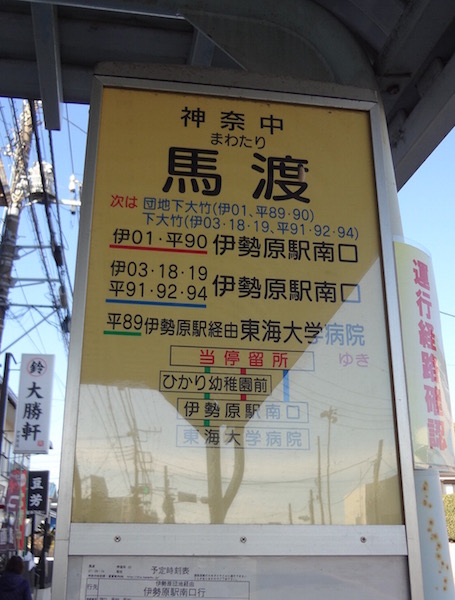 神奈中
まわたり
馬渡
次は 団地下大竹(伊01、平89·90)
下大竹(伊03·18·19、平91·92·94)
伊01·平90 伊勢原駅南口
伊03·18·19
平91·92·94 伊勢原駅南口
平89 伊勢原駅経由 東海大学病院
当停留所 ゆき
ひかり幼稚園前
伊勢原駅南口
東海大学病院
予定時刻表
行先
伊勢原駅南口行
運行経路確認
鈴
大勝軒
豆芳